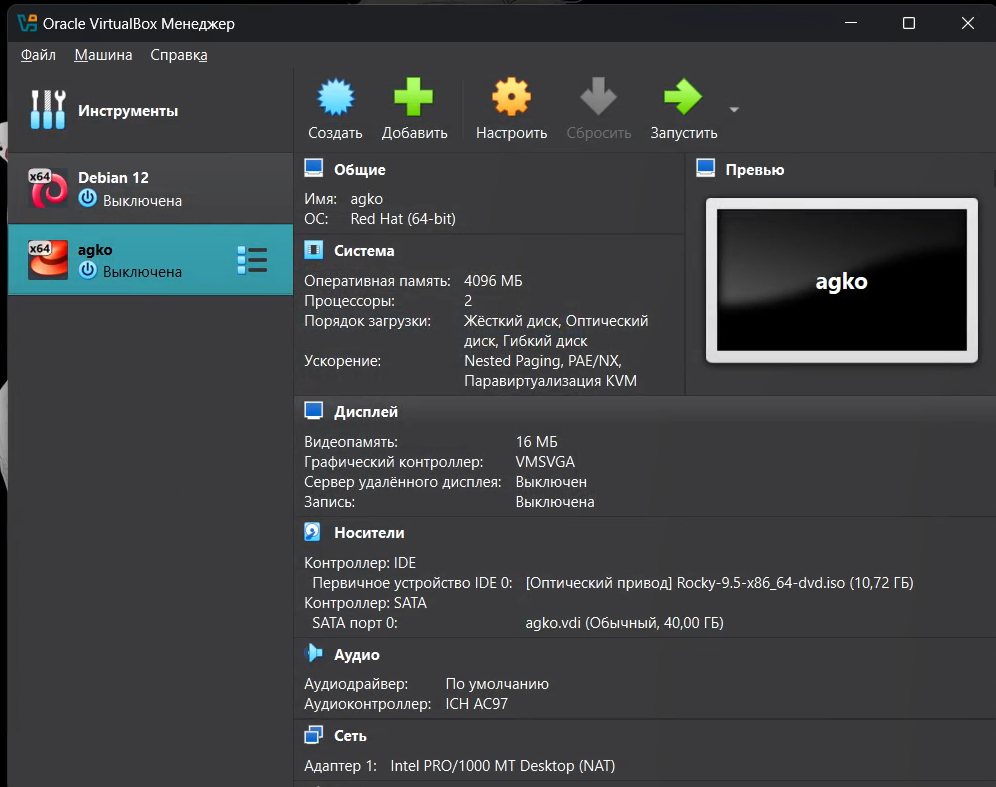 Oracle VirtualBox Менеджер
Файл Машина Справка
Инструменты
Создать Добавить Настроить Сбросить Запустить
x64 Debian 12
Выключена
x64 agko
Выключена
Общие
Имя: agko
ОС: Red Hat (64-bit)
Система
Оперативная память: 4096 МБ
Процессоры: 2
Порядок загрузки: Жёсткий диск, Оптический
диск, Гибкий диск
Ускорение: Nested Paging, PAE/NX,
Паравиртуализация KVM
Превью
agko
Дисплей
Видеопамять: 16 МБ
Графический контроллер: VMSVGA
Сервер удалённого дисплея: Выключен
Запись: Выключена
Носители
Контроллер: IDE
Первичное устройство IDE 0: [Оптический привод] Rocky-9.5-x86_64-dvd.iso (10,72 ГБ)
Контроллер: SATA
SATA порт 0: agko.vdi (Обычный, 40,00 ГБ)
Аудио
Аудиодрайвер: По умолчанию
Аудиоконтроллер: ICH AC97
Сеть
Адаптер 1: Intel PRO/1000 MT Desktop (NAT)